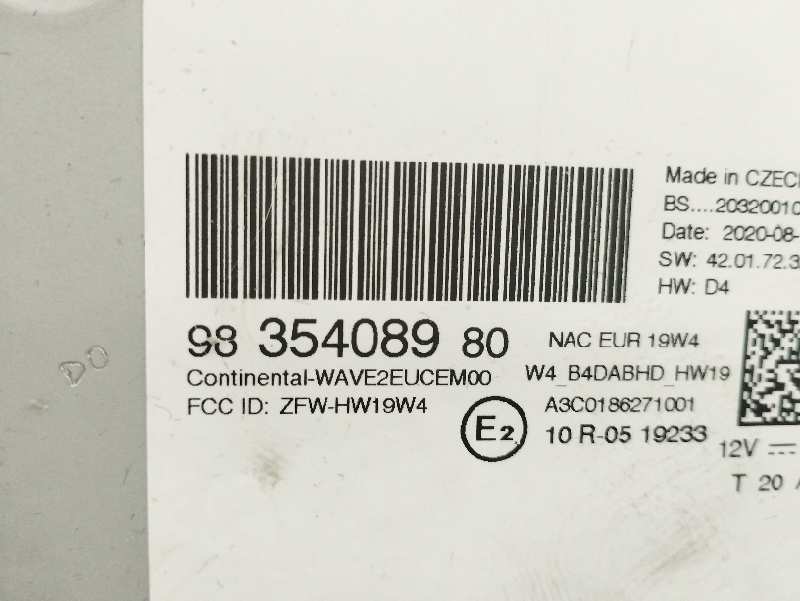 Made in CZECH
BS....20320010
Date: 2020-08-
SW: 42.01.72.3
HW: D4
98 354089 80
NAC EUR 19W4
Continental-WAVE2EUCEM00
W4_B4DABHD_HW19
FCC ID: ZFW-HW19W4
A3C0186271001
E2
10 R-05 19233
12V
T 20 A
DO